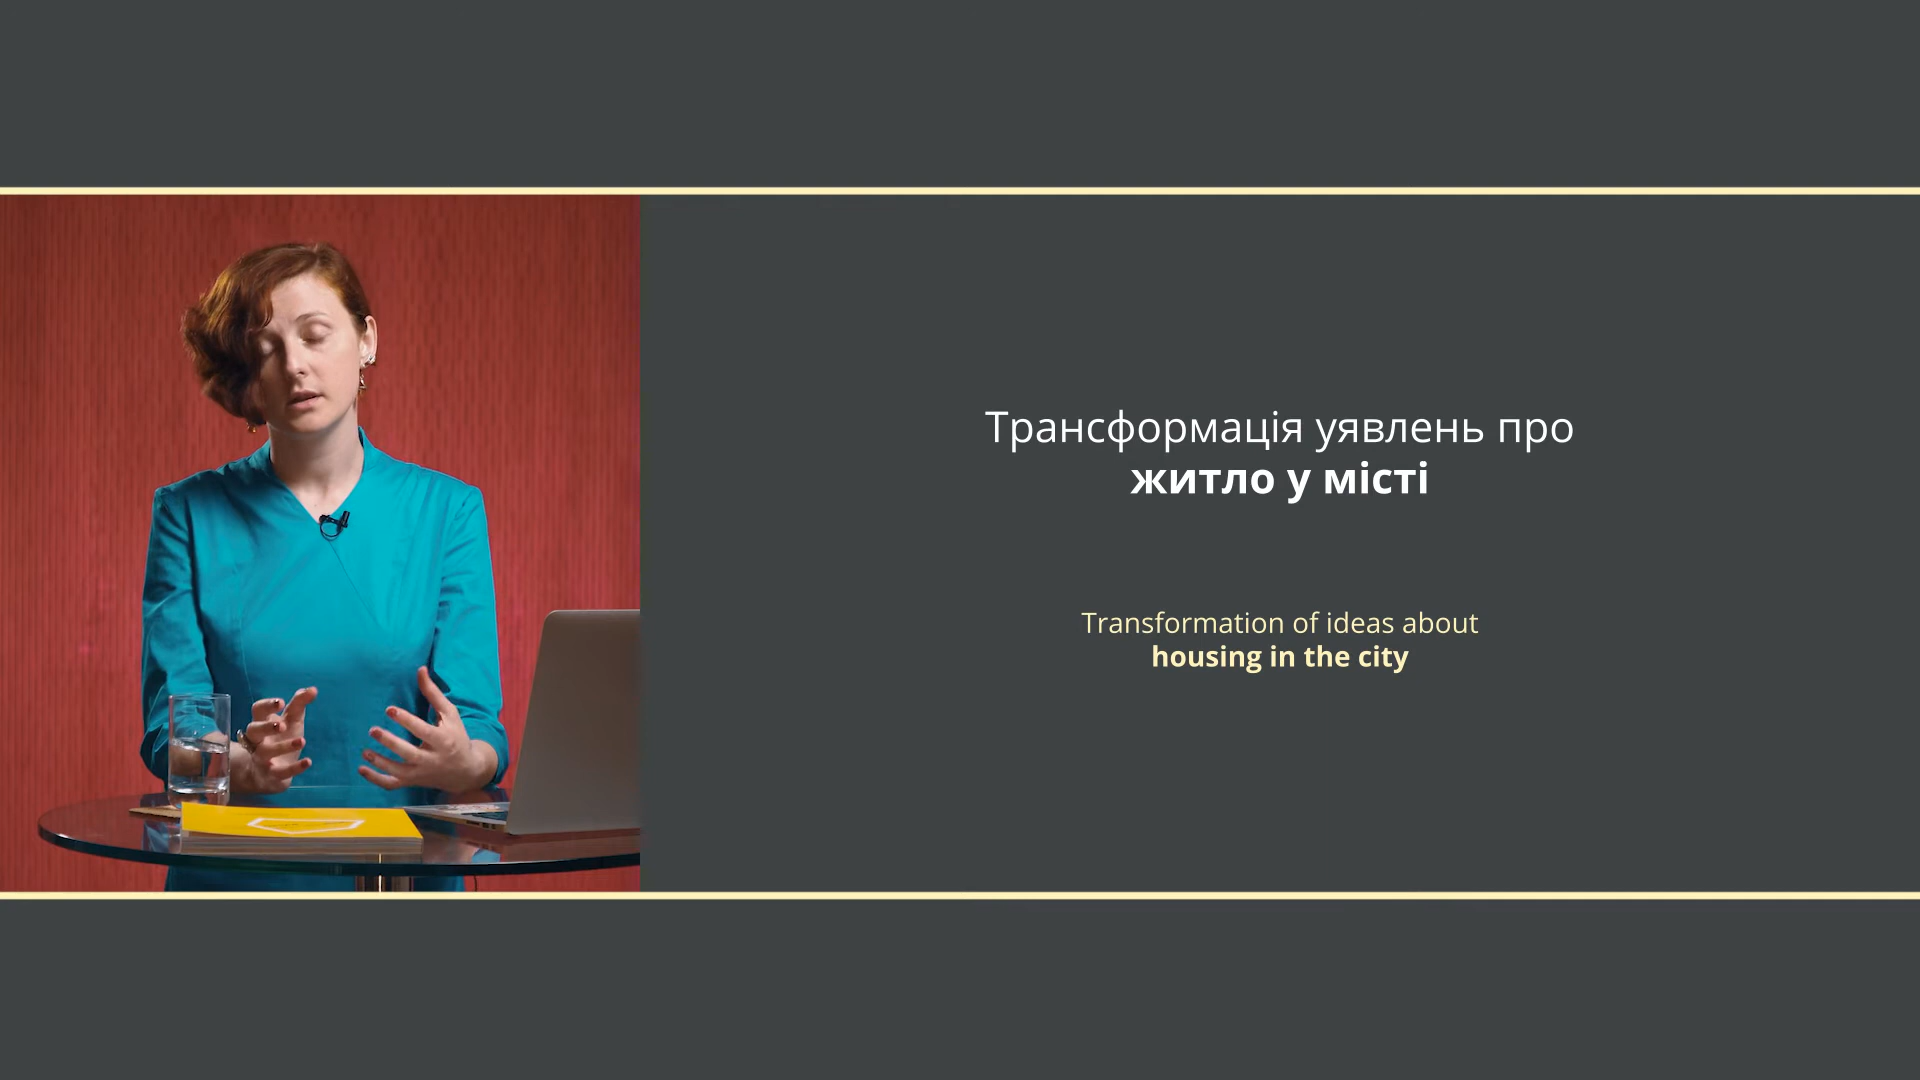 Трансформація уявлень про
житло у місті
Transformation of ideas about
housing in the city